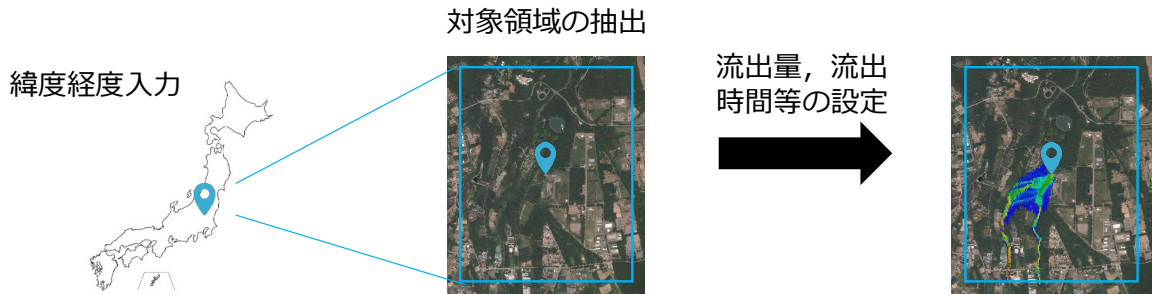 対象領域の抽出
緯度経度入力
流出量，流出
時間等の設定